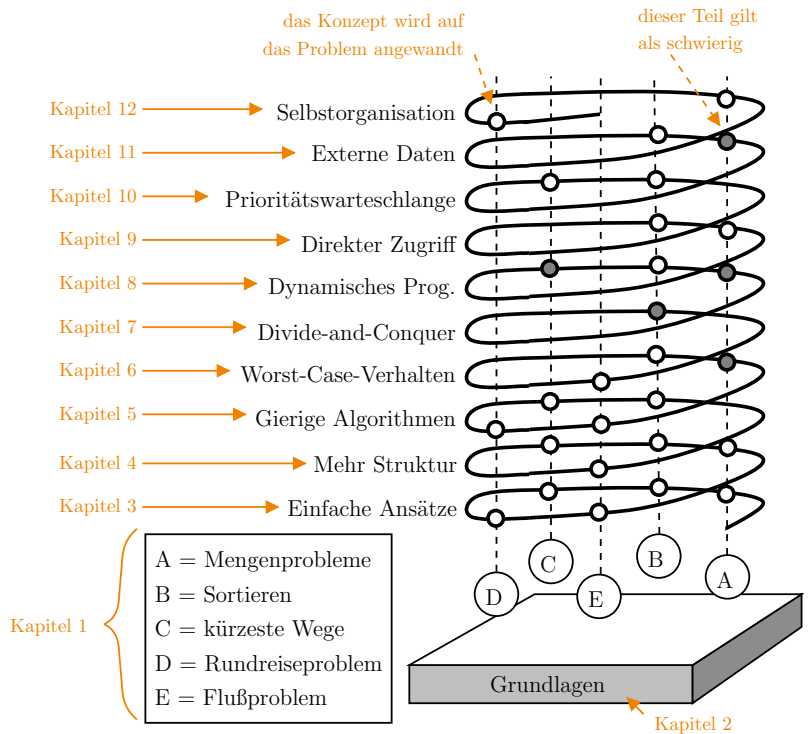 das Konzept wird auf
das Problem angewandt
dieser Teil gilt
als schwierig
Kapitel 12
Selbstorganisation
Kapitel 11
Externe Daten
Kapitel 10
Prioritätswarteschlange
Kapitel 9
Direkter Zugriff
Kapitel 8
Dynamisches Prog.
Kapitel 7
Divide-and-Conquer
Kapitel 6
Worst-Case-Verhalten
Kapitel 5
Gierige Algorithmen
Kapitel 4
Mehr Struktur
Kapitel 3
Einfache Ansätze
Kapitel 1
A = Mengenprobleme
B = Sortieren
C = kürzeste Wege
D = Rundreiseproblem
E = Flußproblem
D
C
E
B
A
Grundlagen
Kapitel 2